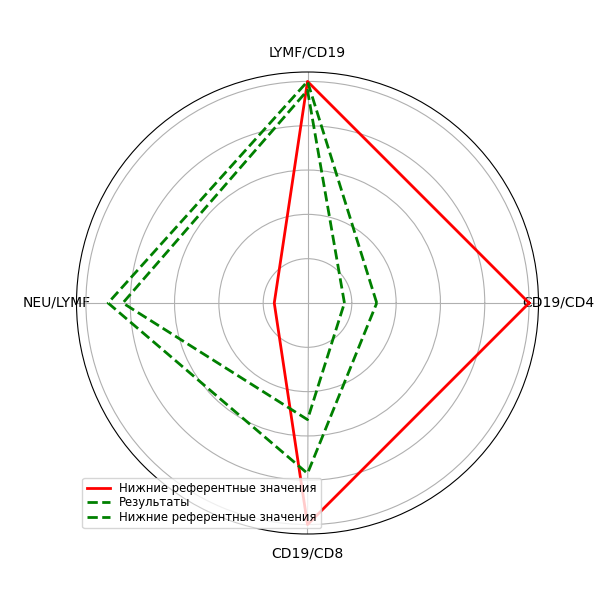 LYMF/CD19
NEU/LYMF
CD19/CD4
Нижние референтные значения
Результаты
Нижние референтные значения
CD19/CD8